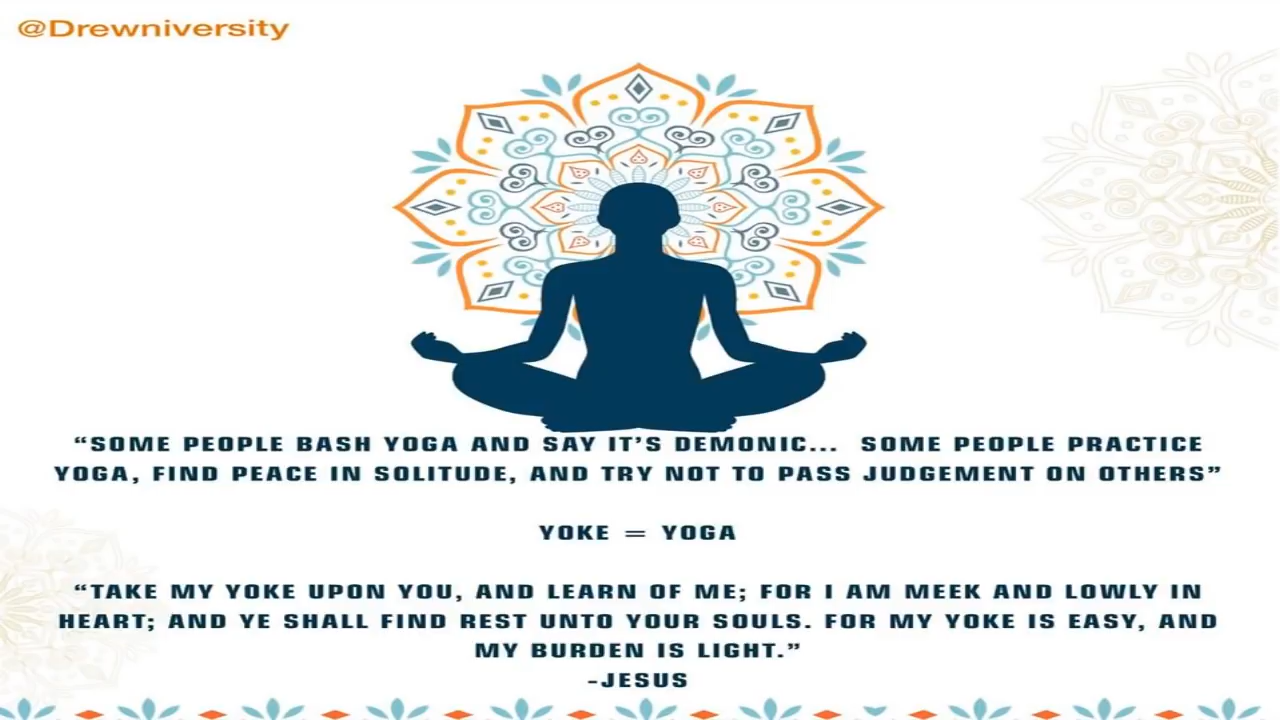 @Drewniversity
“SOME PEOPLE BASH YOGA AND SAY IT’S DEMONIC...  SOME PEOPLE PRACTICE
YOGA, FIND PEACE IN SOLITUDE, AND TRY NOT TO PASS JUDGEMENT ON OTHERS”
YOKE = YOGA
“TAKE MY YOKE UPON YOU, AND LEARN OF ME; FOR I AM MEEK AND LOWLY IN
HEART; AND YE SHALL FIND REST UNTO YOUR SOULS. FOR MY YOKE IS EASY, AND
MY BURDEN IS LIGHT.”
-JESUS